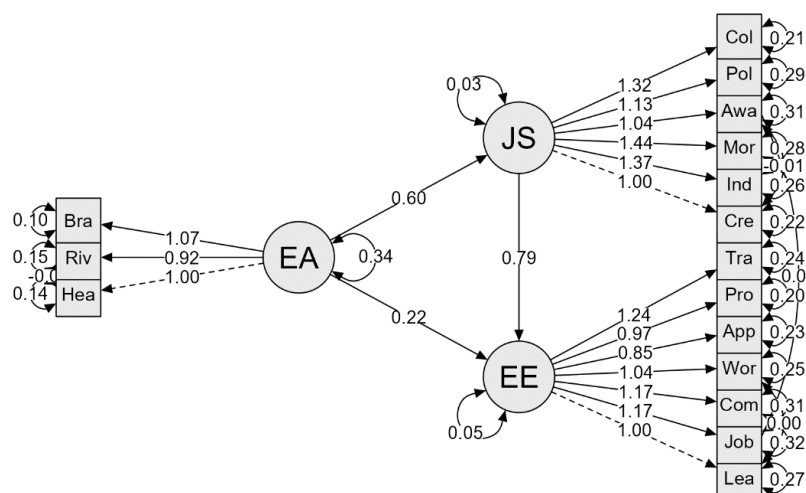 Col 0.21
Pol 0.29
0.03
1.32
1.13
Awa 0.31
JS
1.04
1.44
Mor 0.28
-0.01
1.37
Ind 0.26
1.00
0.60
Cre 0.22
0.10 Bra
1.07
0.15 Riv
0.92
EA
0.34
0.79
Tra 0.24
-0.0
1.00
0.0
0.14 Hea
Pro 0.20
0.22
1.24
0.97
App 0.23
0.85
EE
1.04
Wor 0.25
1.17
Com 0.31
0.00
0.05
1.17
Job 0.32
1.00
Lea 0.27